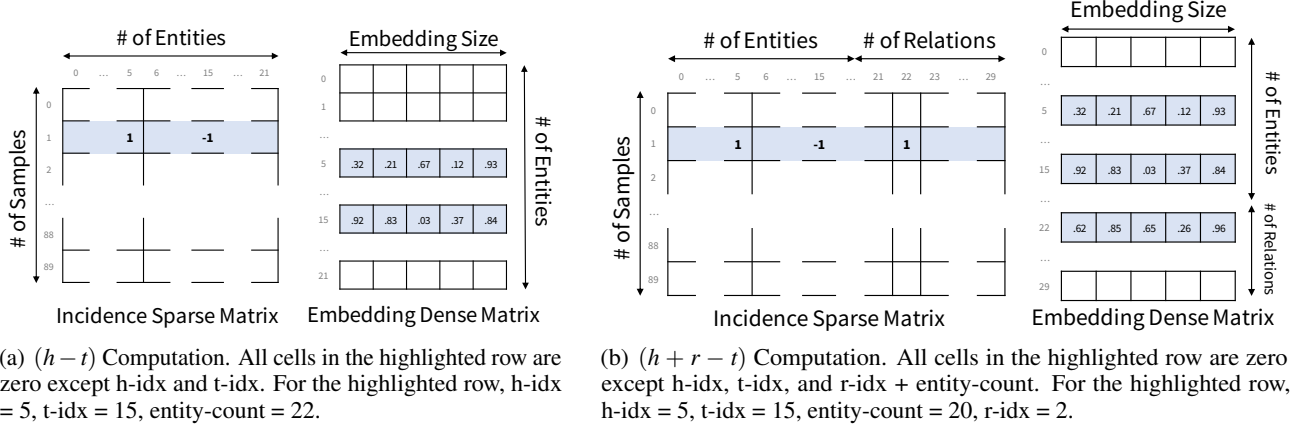 # of Entities
0 … 5 6 … 15 … 21
# of Samples
0
1 1 -1
2
…
88
89
Incidence Sparse Matrix
Embedding Size
0
1
…
5 .32 .21 .67 .12 .93
…
15 .92 .83 .03 .37 .84
…
21
# of Entities
Embedding Dense Matrix
(a) (h − t) Computation. All cells in the highlighted row are
zero except h-idx and t-idx. For the highlighted row, h-idx
= 5, t-idx = 15, entity-count = 22.
# of Entities # of Relations
0 … 5 6 … 15 … 21 22 23 … 29
# of Samples
0
1 1 -1 1
2
…
88
89
Incidence Sparse Matrix
Embedding Size
0
…
5 .32 .21 .67 .12 .93
…
15 .92 .83 .03 .37 .84
…
22 .62 .85 .65 .26 .96
…
29
# of Entities
# of Relations
Embedding Dense Matrix
(b) (h + r − t) Computation. All cells in the highlighted row are zero
except h-idx, t-idx, and r-idx + entity-count. For the highlighted row,
h-idx = 5, t-idx = 15, entity-count = 20, r-idx = 2.